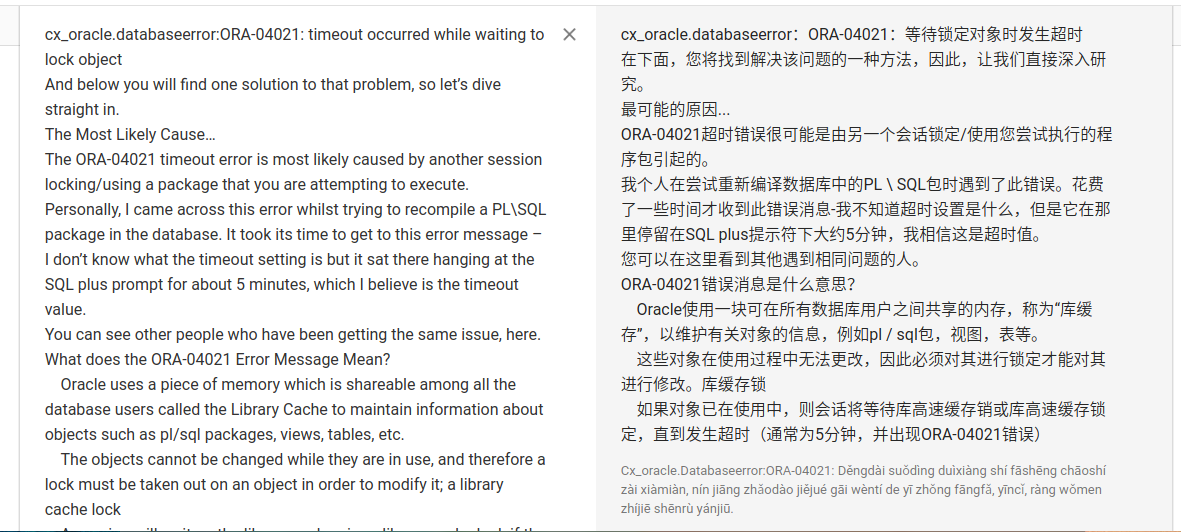 cx_oracle.databaseerror:ORA-04021: timeout occurred while waiting to
lock object
And below you will find one solution to that problem, so let’s dive
straight in.
The Most Likely Cause…
The ORA-04021 timeout error is most likely caused by another session
locking/using a package that you are attempting to execute.
Personally, I came across this error whilst trying to recompile a PL\SQL
package in the database. It took its time to get to this error message –
I don’t know what the timeout setting is but it sat there hanging at the
SQL plus prompt for about 5 minutes, which I believe is the timeout
value.
You can see other people who have been getting the same issue, here.
What does the ORA-04021 Error Message Mean?
Oracle uses a piece of memory which is shareable among all the
database users called the Library Cache to maintain information about
objects such as pl/sql packages, views, tables, etc.
The objects cannot be changed while they are in use, and therefore a
lock must be taken out on an object in order to modify it; a library
cache lock
cx_oracle.databaseerror：ORA-04021：等待锁定对象时发生超时
在下面，您将找到解决该问题的一种方法，因此，让我们直接深入研
究。
最可能的原因...
ORA-04021超时错误很可能是由另一个会话锁定/使用您尝试执行的程
序包引起的。
我个人在尝试重新编译数据库中的PL \ SQL包时遇到了此错误。花费
了一些时间才收到此错误消息-我不知道超时设置是什么，但是它在那
里停留在SQL plus提示符下大约5分钟，我相信这是超时值。
您可以在这里看到其他遇到相同问题的人。
ORA-04021错误消息是什么意思？
Oracle使用一块可在所有数据库用户之间共享的内存，称为“库缓
存”，以维护有关对象的信息，例如pl / sql包，视图，表等。
这些对象在使用过程中无法更改，因此必须对其进行锁定才能对其
进行修改。库缓存锁
如果对象已在使用中，则会话将等待库高速缓存销或库高速缓存锁
定，直到发生超时（通常为5分钟，并出现ORA-04021错误）
Cx_oracle.Databaseerror:ORA-04021: Děngdài suǒdìng duìxiàng shí fāshēng chāoshí
zài xiàmiàn, nín jiāng zhǎodào jiějué gāi wèntí de yī zhǒng fāngfǎ, yīncǐ, ràng wǒmen
zhíjiē shēnrù yánjiū.